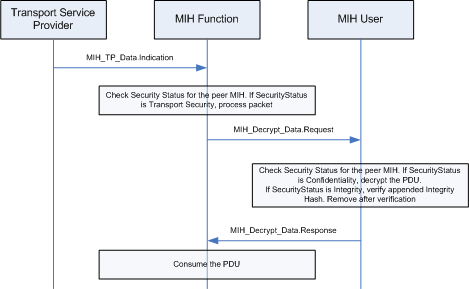 Transport Service
Provider
MIH Function
MIH User
MIH_TP_Data.Indication
Check Security Status for the peer MIH. If SecurityStatus
is Transport Security, process packet
MIH_Decrypt_Data.Request
Check Security Status for the peer MIH. If SecurityStatus
is Confidentiality, decrypt the PDU.
If SecurityStatus is Integrity, verify appended Integrity
Hash. Remove after verification
MIH_Decrypt_Data.Response
Consume the PDU